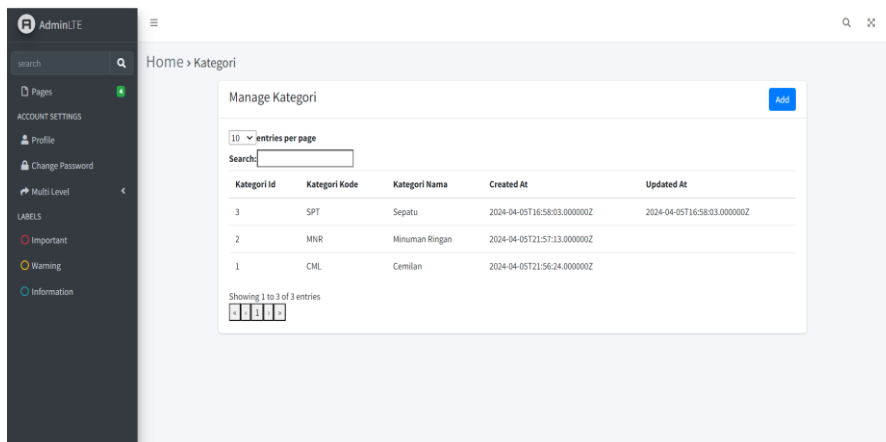 AdminLTE
search
Pages 4
ACCOUNT SETTINGS
Profile
Change Password
Multi Level
LABELS
Important
Warning
Information
Home › Kategori
Manage Kategori
Add
10 entries per page
Search:
Kategori Id Kategori Kode Kategori Nama Created At Updated At
3 SPT Sepatu 2024-04-05T16:58:03.000000Z 2024-04-05T16:58:03.000000Z
2 MNR Minuman Ringan 2024-04-05T21:57:13.000000Z
1 CML Cemilan 2024-04-05T21:56:24.000000Z
Showing 1 to 3 of 3 entries
« ‹ 1 › »